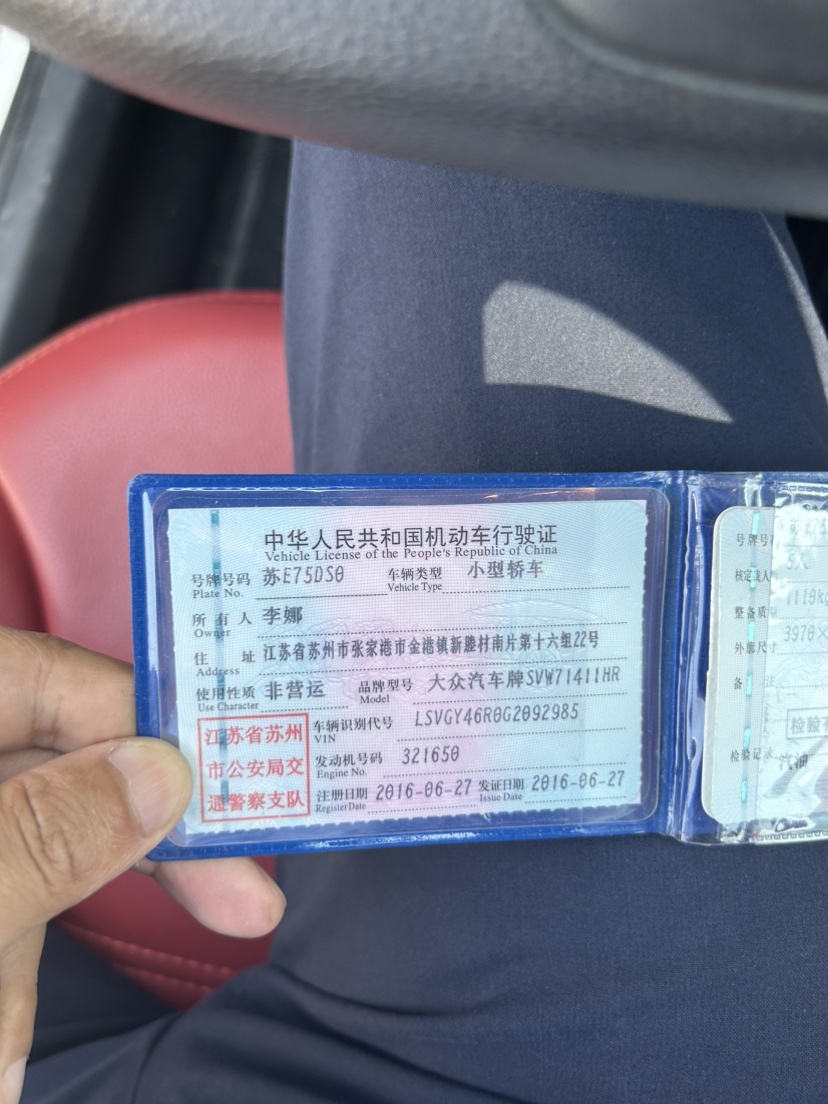 中华人民共和国机动车行驶证
Vehicle License of the People's Republic of China
号牌号码 苏E75DS0 车辆类型 小型轿车
Plate No. Vehicle Type
所有人 李娜
Owner
住 址 江苏省苏州市张家港市金港镇新塍村南片第十六组22号
Address
使用性质 非营运 品牌型号 大众汽车牌SVW71411HR
Use Character Model
江苏省苏州
市公安局交
通警察支队
车辆识别代号 LSVGY46R0G2092985
VIN
发动机号码 321650
Engine No.
注册日期 2016-06-27 发证日期 2016-06-27
Register Date Issue Date
号牌号
核定载人 5人
整备质 1110kg
外廓尺寸 3970×
备 注
检验记录
汽油